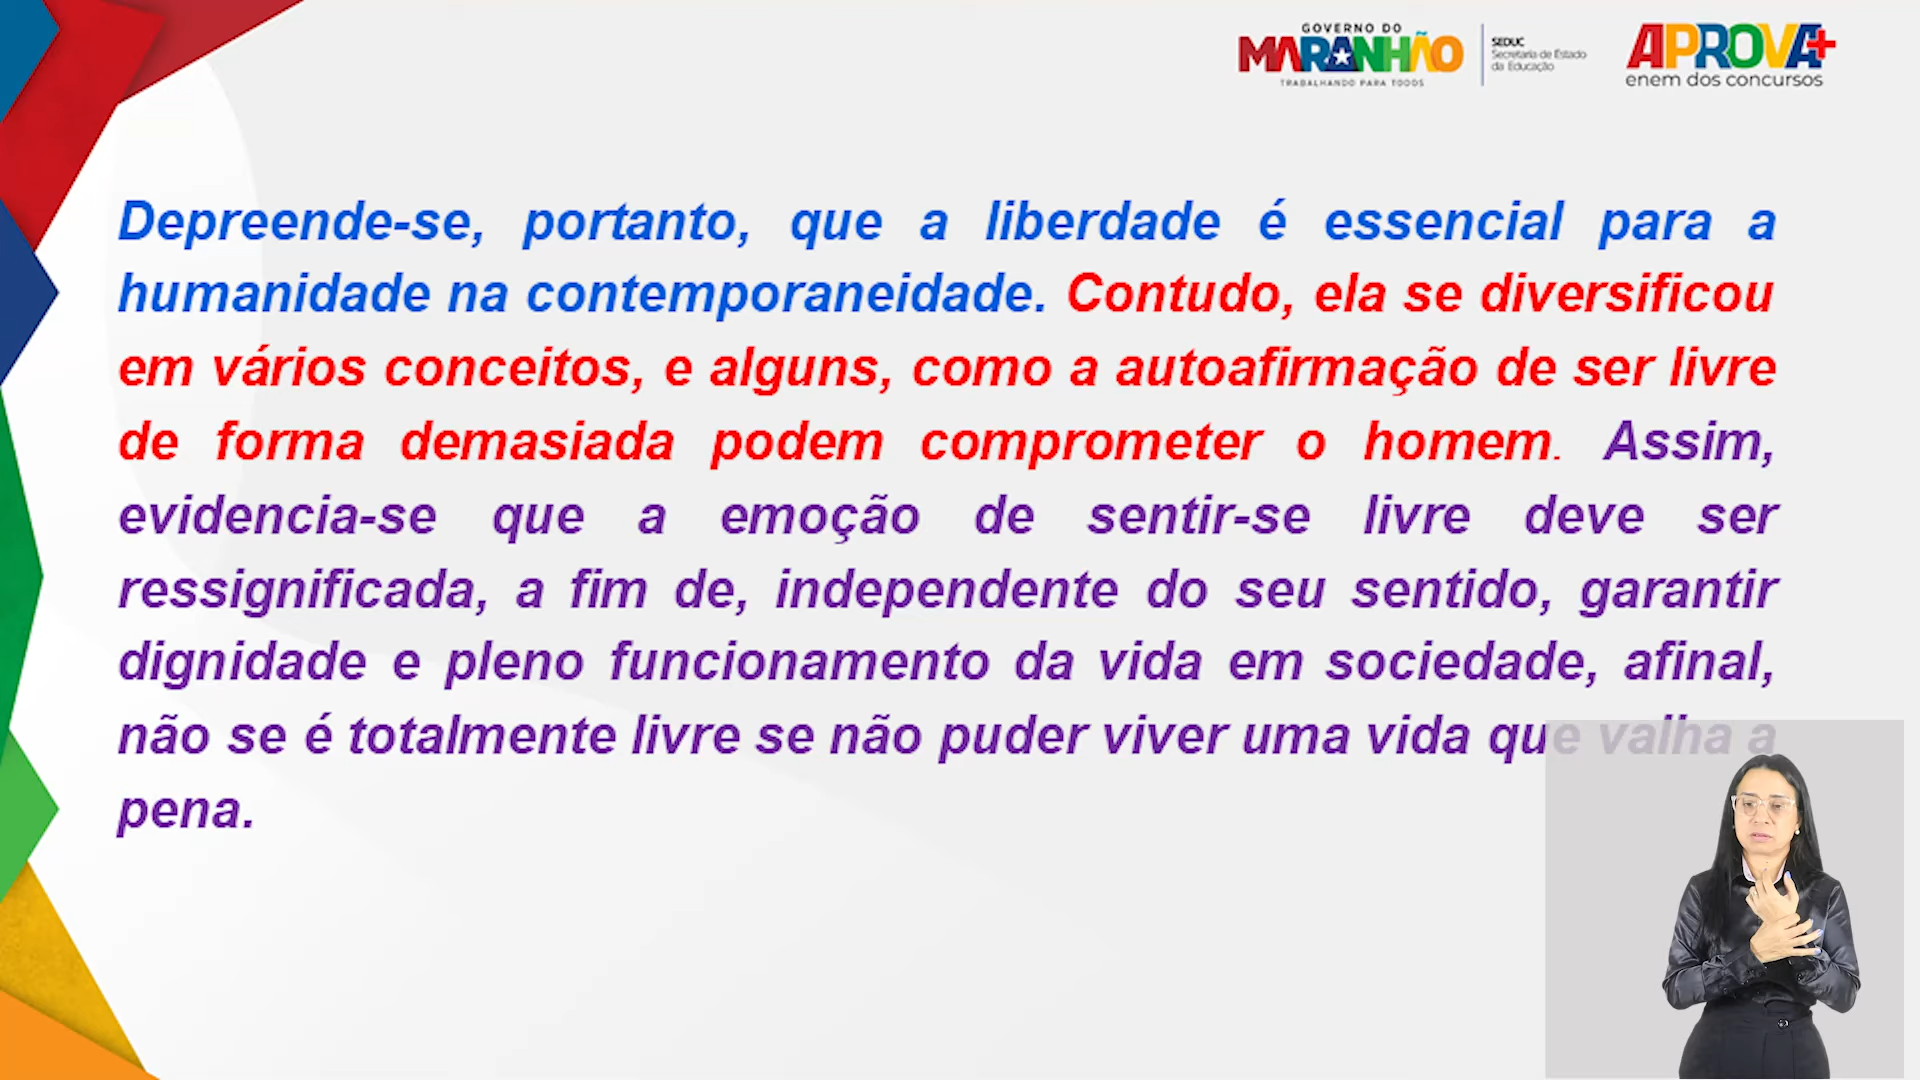 GOVERNO DO
MARANHÃO
TRABALHANDO PARA TODOS
SEDUC
Secretaria de Estado
da Educação
APROVA+
enem dos concursos
Depreende-se, portanto, que a liberdade é essencial para a
humanidade na contemporaneidade. Contudo, ela se diversificou
em vários conceitos, e alguns, como a autoafirmação de ser livre
de forma demasiada podem comprometer o homem. Assim,
evidencia-se que a emoção de sentir-se livre deve ser
ressignificada, a fim de, independente do seu sentido, garantir
dignidade e pleno funcionamento da vida em sociedade, afinal,
não se é totalmente livre se não puder viver uma vida que valha a
pena.